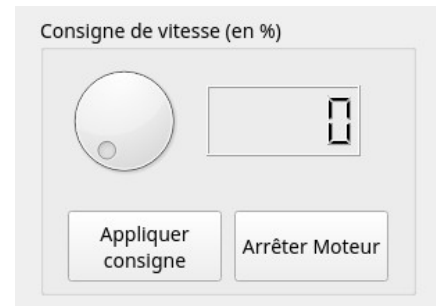 Consigne de vitesse (en %)
0
Appliquer
consigne
Arrêter Moteur